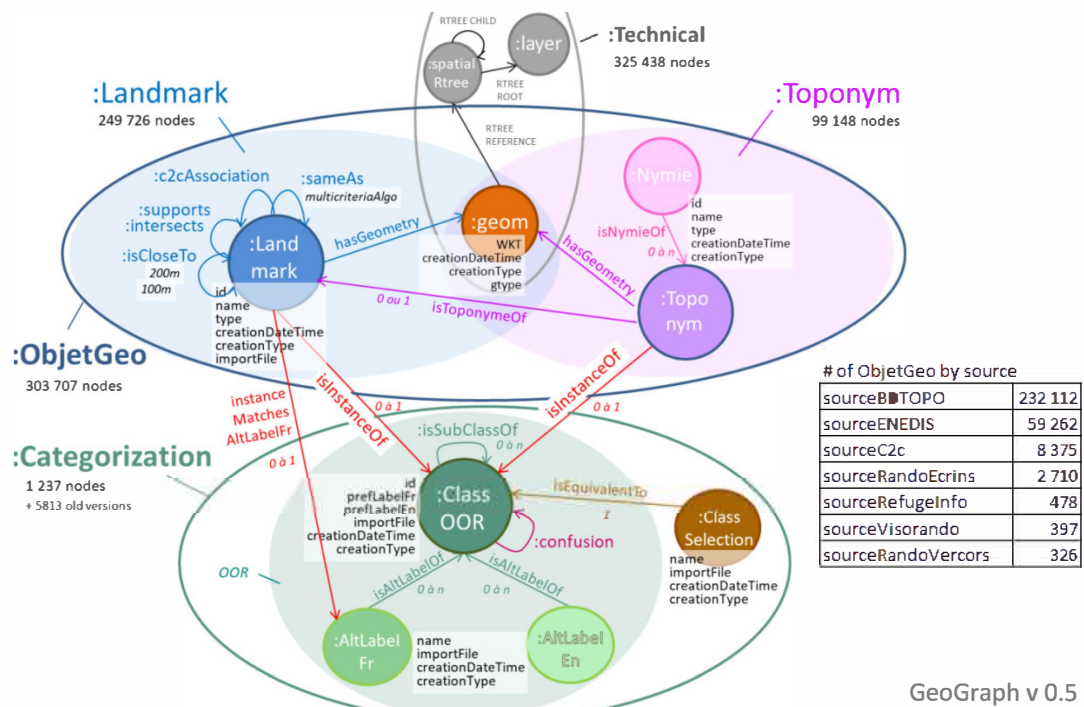 RTREE CHILD
:layer
:Technical
325 438 nodes
:spatial
Rtree
RTREE
ROOT
:Landmark
249 726 nodes
:Toponym
99 148 nodes
RTREE
REFERENCE
:c2cAssociation
:sameAs
multicriteriaAlgo
:Nymie
id
name
type
creationDateTime
creationType
:supports
:intersects
:Land
mark
hasGeometry
:geom
WKT
creationDateTime
creationType
gtype
isNymieOf
0 à n
:isCloseTo
200m
100m
hasGeometry
0 ou 1
isToponymeOf
:Topo
nym
id
name
type
creationDateTime
creationType
importFile
:ObjetGeo
303 707 nodes
instance
Matches
AltLabelFr
0 à 1
isInstanceOf
0 à 1
isInstanceOf
0 à 1
# of ObjetGeo by source
sourceBDTOPO 232 112
sourceENEDIS 59 262
sourceC2c 8 375
sourceRandoEcrins 2 710
sourceRefugeInfo 478
sourceVisorando 397
sourceRandoVercors 326
:Categorization
1 237 nodes
+ 5813 old versions
:isSubClassOf
0 à n
id
prefLabelFr
prefLabelEn
importFile
creationDateTime
creationType
:Class
OOR
isEquivalentTo
1
:Class
Selection
name
importFile
creationDateTime
creationType
:confusion
OOR
isAltLabelOf
0 à n
isAltLabelOf
0 à n
:AltLabel
Fr
name
importFile
creationDateTime
creationType
:AltLabel
En
GeoGraph v 0.5